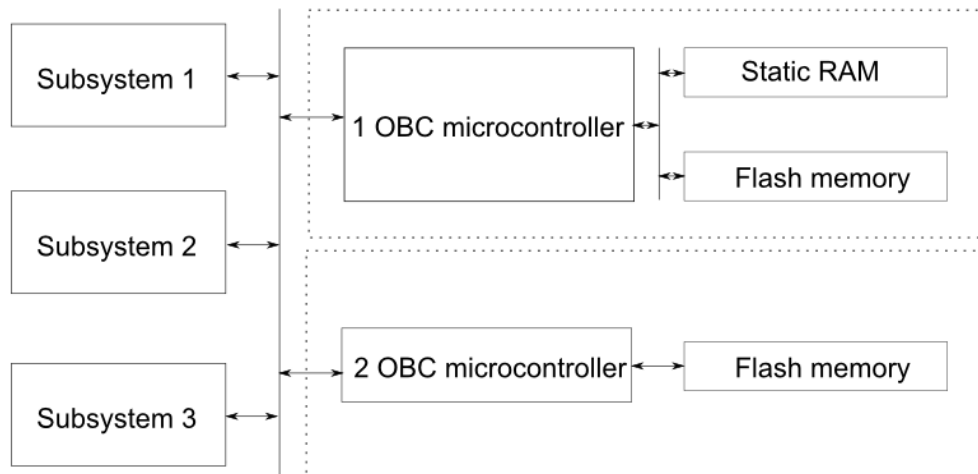 Subsystem 1
Subsystem 2
Subsystem 3
1 OBC microcontroller
Static RAM
Flash memory
2 OBC microcontroller
Flash memory